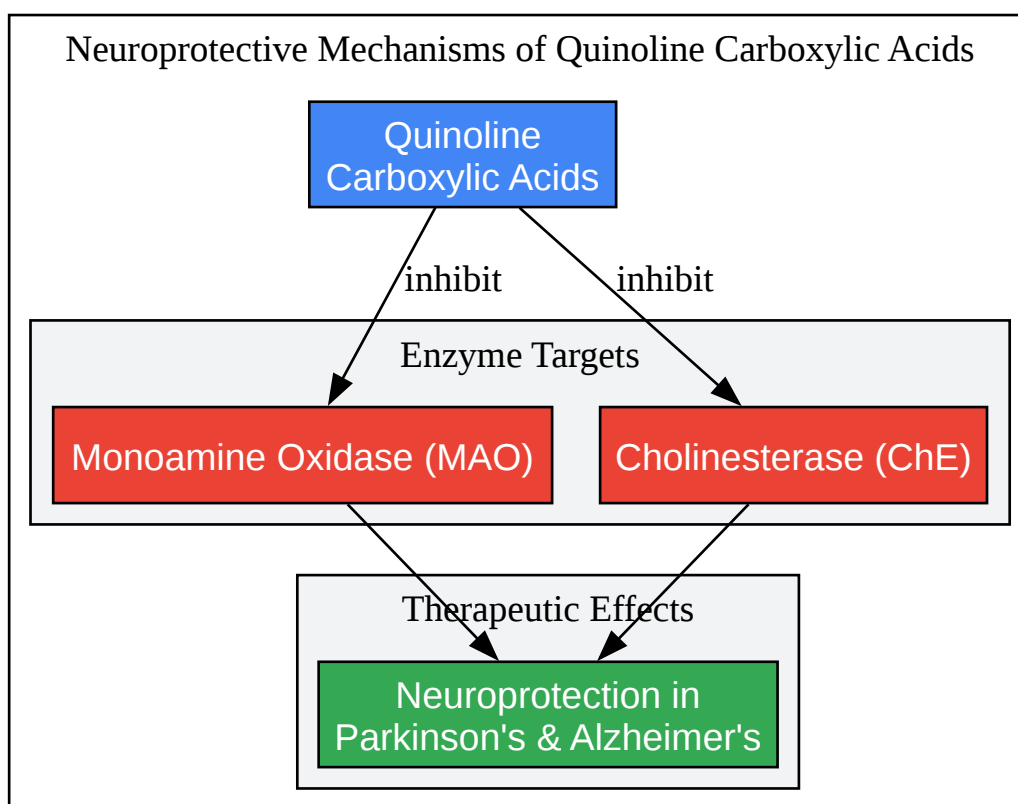 Neuroprotective Mechanisms of Quinoline Carboxylic Acids
Quinoline
Carboxylic Acids
inhibit
inhibit
Enzyme Targets
Monoamine Oxidase (MAO)
Cholinesterase (ChE)
Therapeutic Effects
Neuroprotection in
Parkinson's & Alzheimer's